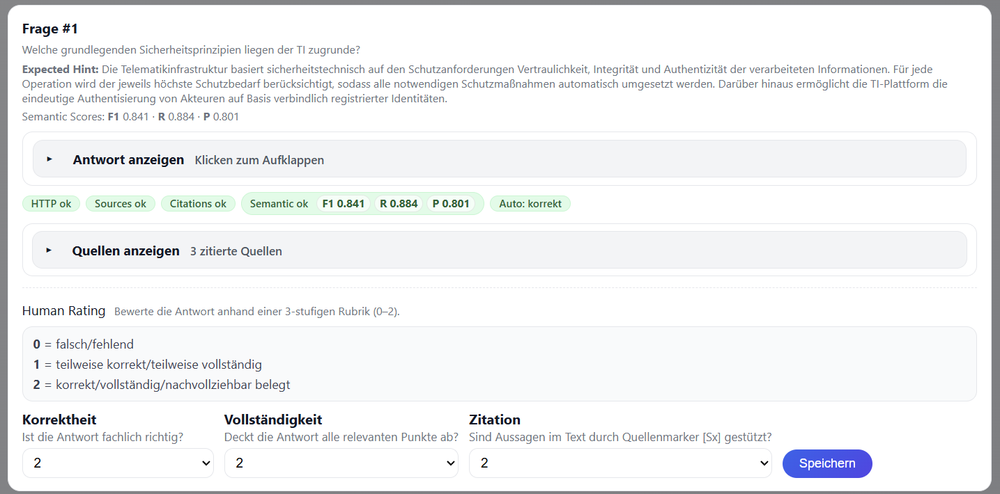 Frage #1
Welche grundlegenden Sicherheitsprinzipien liegen der TI zugrunde?
Expected Hint: Die Telematikinfrastruktur basiert sicherheitstechnisch auf den Schutzanforderungen Vertraulichkeit, Integrität und Authentizität der verarbeiteten Informationen. Für jede
Operation wird der jeweils höchste Schutzbedarf berücksichtigt, sodass alle notwendigen Schutzmaßnahmen automatisch umgesetzt werden. Darüber hinaus ermöglicht die TI-Plattform die
eindeutige Authentisierung von Akteuren auf Basis verbindlich registrierter Identitäten.
Semantic Scores: F1 0.841 · R 0.884 · P 0.801
▸ Antwort anzeigen Klicken zum Aufklappen
HTTP ok Sources ok Citations ok Semantic ok F1 0.841 R 0.884 P 0.801 Auto: korrekt
▸ Quellen anzeigen 3 zitierte Quellen
Human Rating Bewerte die Antwort anhand einer 3-stufigen Rubrik (0–2).
0 = falsch/fehlend
1 = teilweise korrekt/teilweise vollständig
2 = korrekt/vollständig/nachvollziehbar belegt
Korrektheit Vollständigkeit Zitation
Ist die Antwort fachlich richtig? Deckt die Antwort alle relevanten Punkte ab? Sind Aussagen im Text durch Quellenmarker [Sx] gestützt?
2 2 2 Speichern